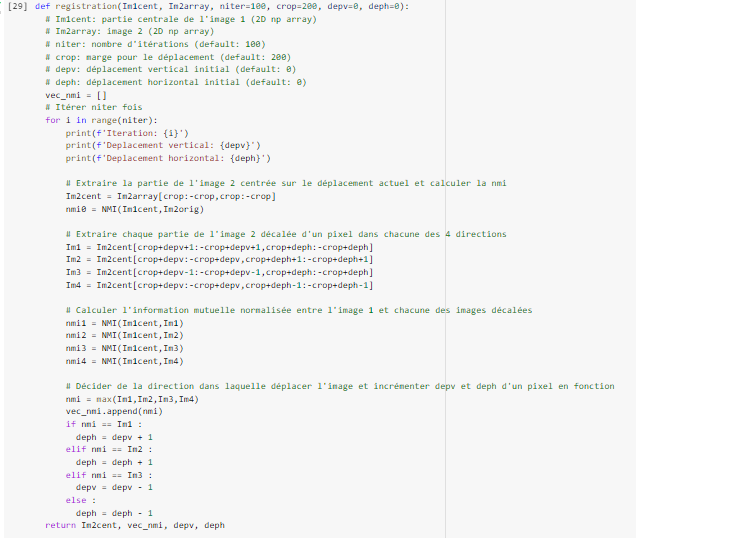 [29] def registration(Im1cent, Im2array, niter=100, crop=200, depv=0, deph=0):
# Im1cent: partie centrale de l'image 1 (2D np array)
# Im2array: image 2 (2D np array)
# niter: nombre d'itérations (default: 100)
# crop: marge pour le déplacement (default: 200)
# depv: déplacement vertical initial (default: 0)
# deph: déplacement horizontal initial (default: 0)
vec_nmi = []
# Itérer niter fois
for i in range(niter):
print(f'Iteration: {i}')
print(f'Deplacement vertical: {depv}')
print(f'Deplacement horizontal: {deph}')
# Extraire la partie de l'image 2 centrée sur le déplacement actuel et calculer la nmi
Im2cent = Im2array[crop:-crop,crop:-crop]
nmi0 = NMI(Im1cent,Im2orig)
# Extraire chaque partie de l'image 2 décalée d'un pixel dans chacune des 4 directions
Im1 = Im2cent[crop+depv+1:-crop+depv+1,crop+deph:-crop+deph]
Im2 = Im2cent[crop+depv:-crop+depv,crop+deph+1:-crop+deph+1]
Im3 = Im2cent[crop+depv-1:-crop+depv-1,crop+deph:-crop+deph]
Im4 = Im2cent[crop+depv:-crop+depv,crop+deph-1:-crop+deph-1]
# Calculer l'information mutuelle normalisée entre l'image 1 et chacune des images décalées
nmi1 = NMI(Im1cent,Im1)
nmi2 = NMI(Im1cent,Im2)
nmi3 = NMI(Im1cent,Im3)
nmi4 = NMI(Im1cent,Im4)
# Décider de la direction dans laquelle déplacer l'image et incrémenter depv et deph d'un pixel en fonction
nmi = max(Im1,Im2,Im3,Im4)
vec_nmi.append(nmi)
if nmi == Im1 :
deph = depv + 1
elif nmi == Im2 :
deph = deph + 1
elif nmi == Im3 :
depv = depv - 1
else :
deph = deph - 1
return Im2cent, vec_nmi, depv, deph